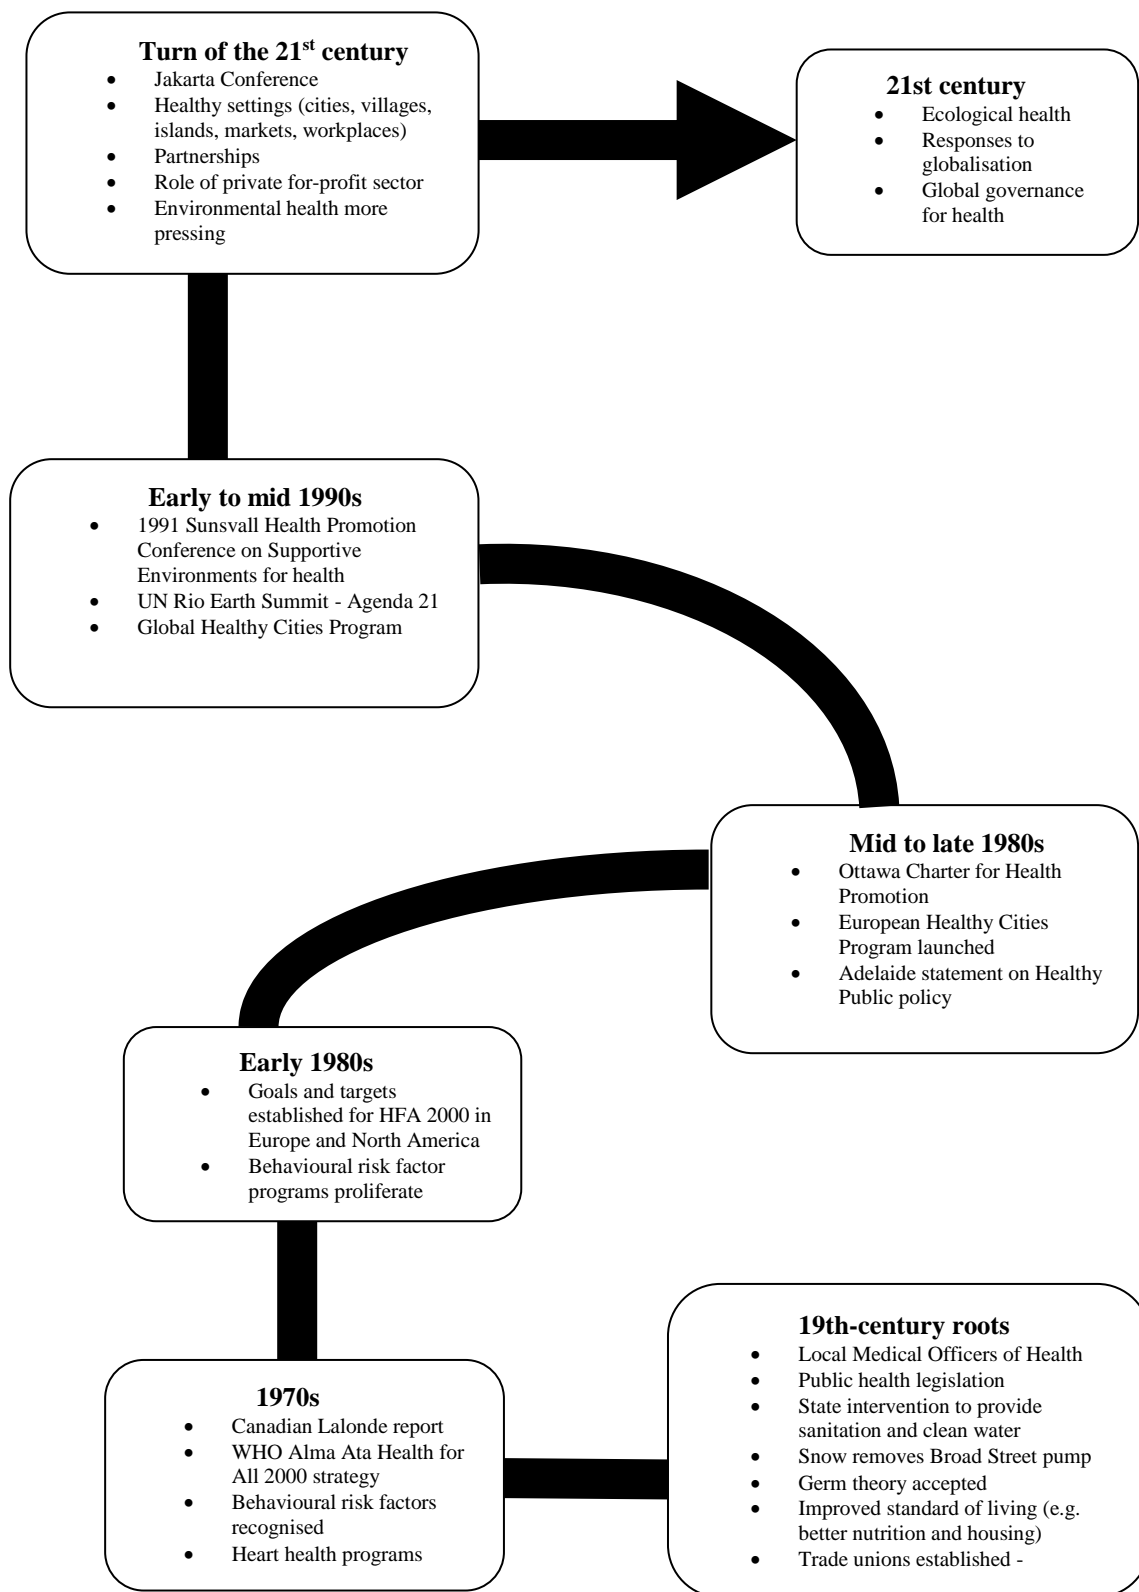 Turn of the 21st century
• Jakarta Conference
• Healthy settings (cities, villages,
islands, markets, workplaces)
• Partnerships
• Role of private for-profit sector
• Environmental health more
pressing
21st century
• Ecological health
• Responses to
globalisation
• Global governance
for health
Early to mid 1990s
• 1991 Sunsvall Health Promotion
Conference on Supportive
Environments for health
• UN Rio Earth Summit - Agenda 21
• Global Healthy Cities Program
Mid to late 1980s
• Ottawa Charter for Health
Promotion
• European Healthy Cities
Program launched
• Adelaide statement on Healthy
Public policy
Early 1980s
• Goals and targets
established for HFA 2000 in
Europe and North America
• Behavioural risk factor
programs proliferate
1970s
• Canadian Lalonde report
• WHO Alma Ata Health for
All 2000 strategy
• Behavioural risk factors
recognised
• Heart health programs
19th-century roots
• Local Medical Officers of Health
• Public health legislation
• State intervention to provide
sanitation and clean water
• Snow removes Broad Street pump
• Germ theory accepted
• Improved standard of living (e.g.
better nutrition and housing)
• Trade unions established -